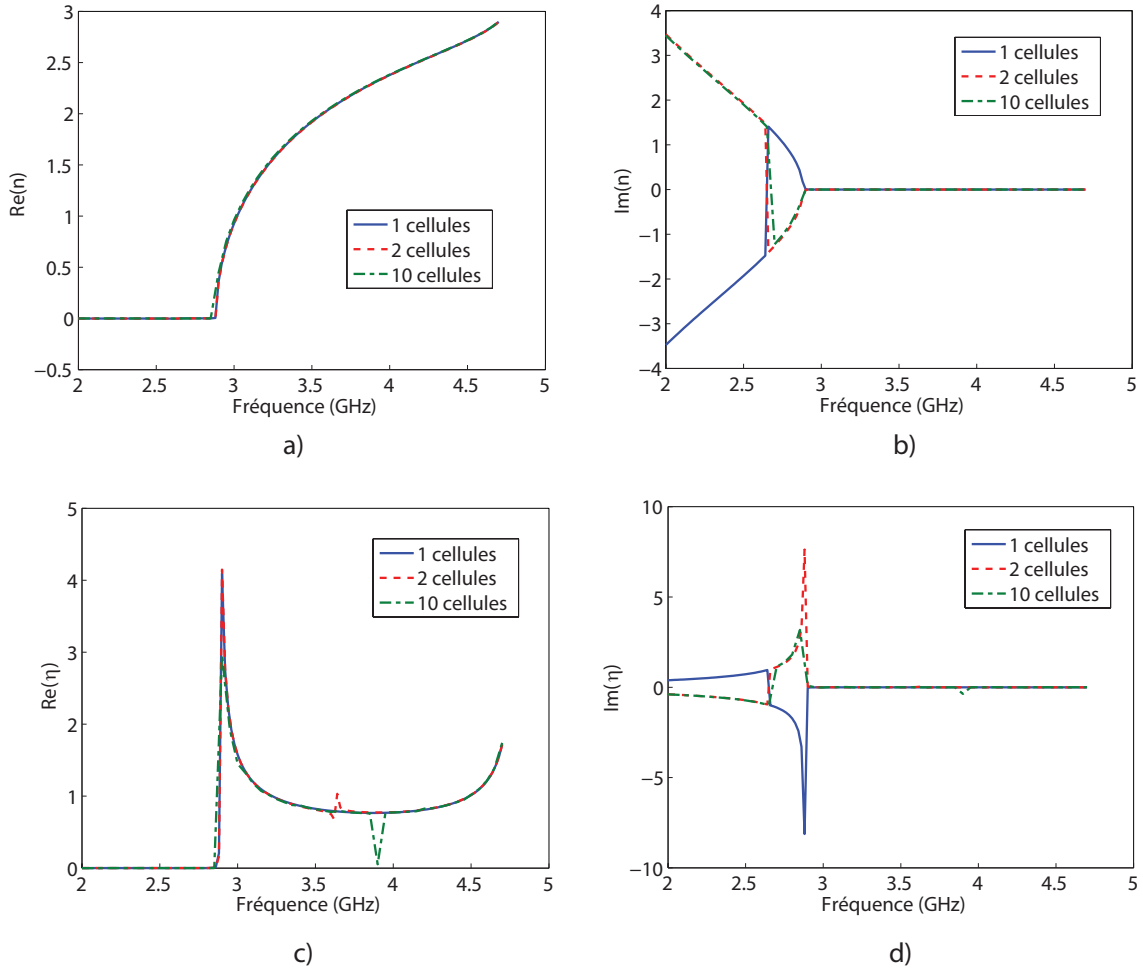 3
2.5
2
1.5
1
0.5
0
−0.5
Re(n)
1 cellules
2 cellules
10 cellules
2 2.5 3 3.5 4 4.5 5
Fréquence (GHz)
a)
4
3
2
1
0
−1
−2
−3
−4
Im(n)
1 cellules
2 cellules
10 cellules
2 2.5 3 3.5 4 4.5 5
Fréquence (GHz)
b)
5
4
3
2
1
0
Re(η)
1 cellules
2 cellules
10 cellules
2 2.5 3 3.5 4 4.5 5
Fréquence (GHz)
c)
10
5
0
−5
−10
Im(η)
1 cellules
2 cellules
10 cellules
2 2.5 3 3.5 4 4.5 5
Fréquence (GHz)
d)